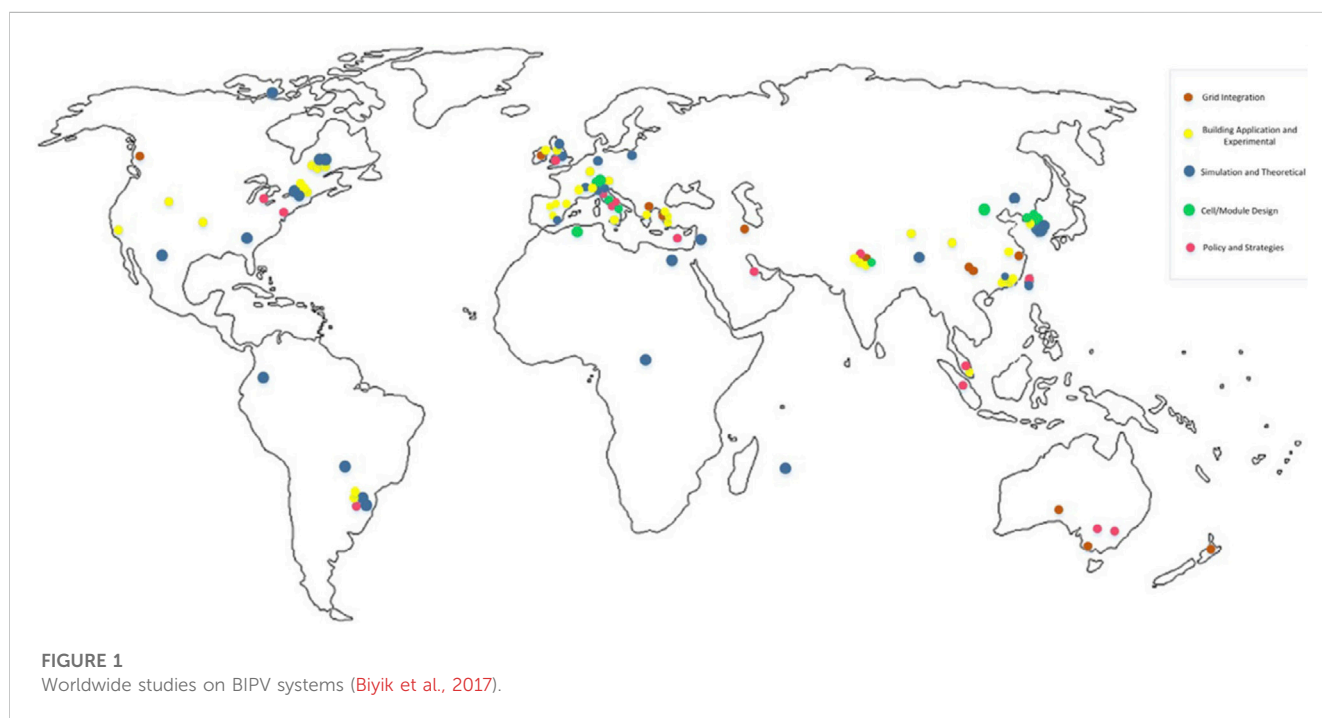 Grid Integration
Building Application and
Experimental
Simulation and Theoretical
Cell/Module Design
Policy and Strategies
FIGURE 1
Worldwide studies on BIPV systems (Biyik et al., 2017).